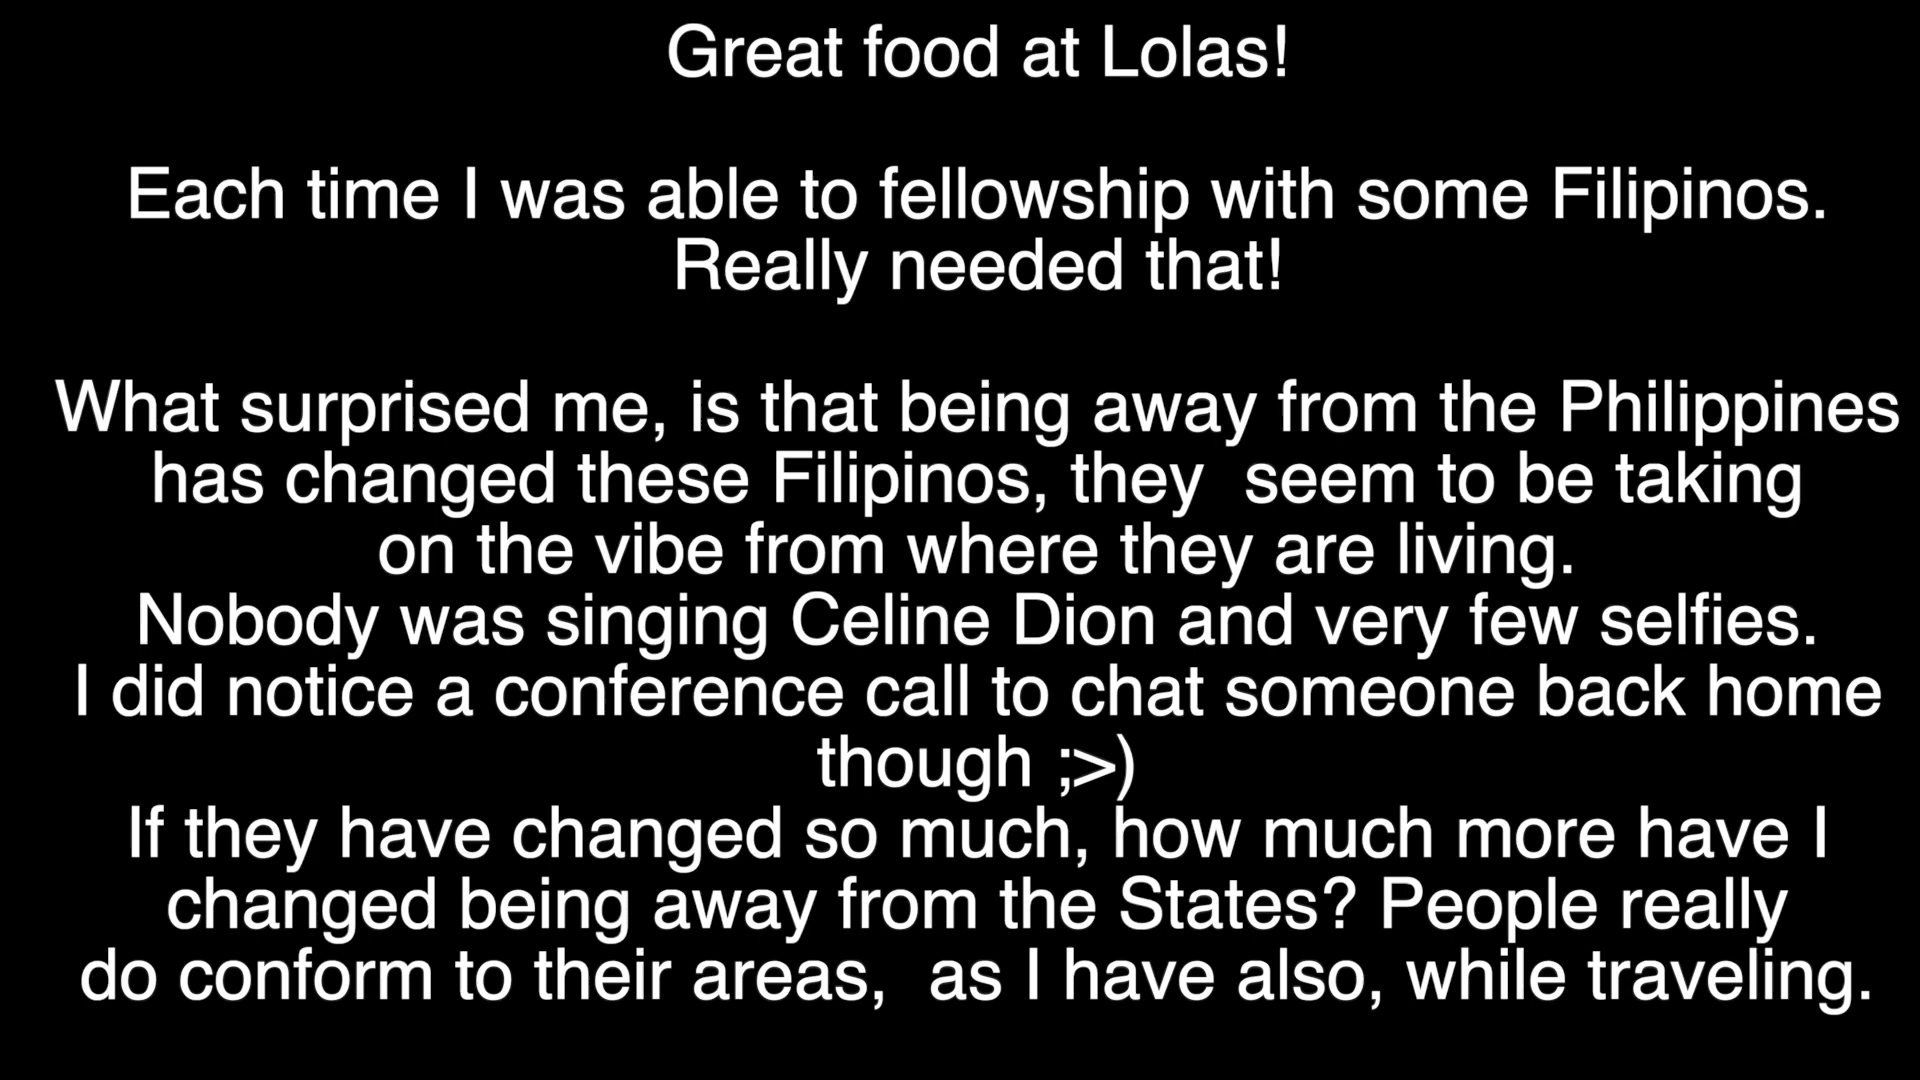 Great food at Lolas!
Each time I was able to fellowship with some Filipinos.
Really needed that!
What surprised me, is that being away from the Philippines
has changed these Filipinos, they  seem to be taking
on the vibe from where they are living.
Nobody was singing Celine Dion and very few selfies.
I did notice a conference call to chat someone back home
though ;>)
If they have changed so much, how much more have I
changed being away from the States? People really
do conform to their areas,  as I have also, while traveling.